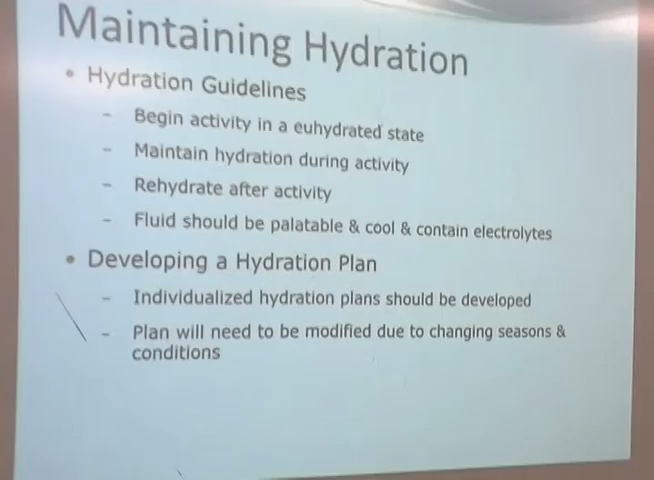 Maintaining Hydration
• Hydration Guidelines
– Begin activity in a euhydrated state
– Maintain hydration during activity
– Rehydrate after activity
– Fluid should be palatable & cool & contain electrolytes
• Developing a Hydration Plan
– Individualized hydration plans should be developed
– Plan will need to be modified due to changing seasons &
conditions